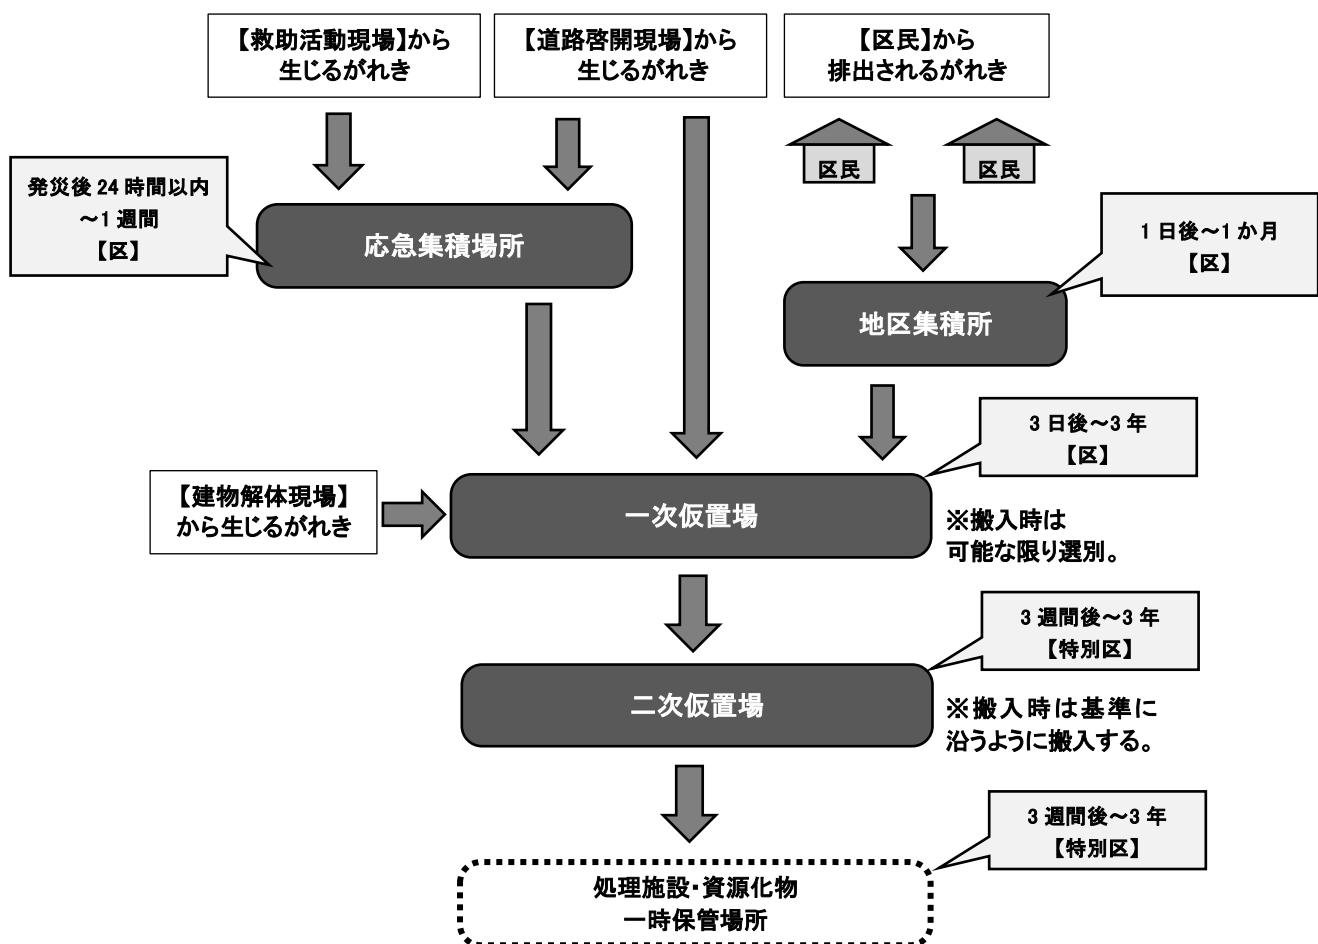 【救助活動現場】から
生じるがれき
【道路啓開現場】から
生じるがれき
【区民】から
排出されるがれき
区民
区民
発災後 24 時間以内
～1 週間
【区】
応急集積場所
1 日後～1 か月
【区】
地区集積所
3 日後～3 年
【区】
【建物解体現場】
から生じるがれき
一次仮置場
※搬入時は
可能な限り選別。
3 週間後～3 年
【特別区】
二次仮置場
※搬入時は基準に
沿うように搬入する。
3 週間後～3 年
【特別区】
処理施設・資源化物
一時保管場所